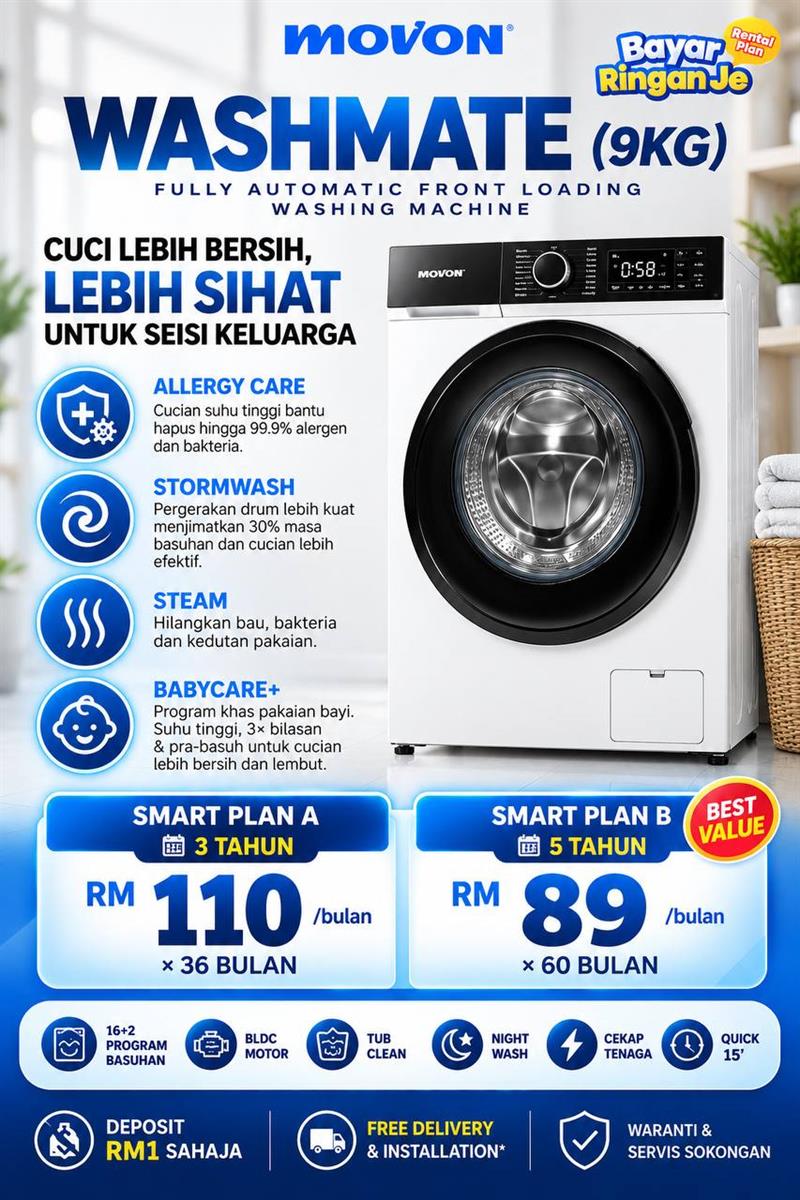 MOVON®
Bayar
Ringan Je
Rental
Plan
WASHMATE (9KG)
FULLY AUTOMATIC FRONT LOADING
WASHING MACHINE
CUCI LEBIH BERSIH,
LEBIH SIHAT
UNTUK SEISI KELUARGA
MOVON
0:58
ALLERGY CARE
Cucian suhu tinggi bantu
hapus hingga 99.9% alergen
dan bakteria.
STORMWASH
Pergerakan drum lebih kuat
menjimatkan 30% masa
basuhan dan cucian lebih
efektif.
STEAM
Hilangkan bau, bakteria
dan kedutan pakaian.
BABYCARE+
Program khas pakaian bayi.
Suhu tinggi, 3× bilasan
& pra-basuh untuk cucian
lebih bersih dan lembut.
SMART PLAN A
3 TAHUN
RM 110 /bulan
× 36 BULAN
SMART PLAN B
5 TAHUN
BEST
VALUE
RM 89 /bulan
× 60 BULAN
16+2
PROGRAM
BASUHAN
BLDC
MOTOR
TUB
CLEAN
NIGHT
WASH
CEKAP
TENAGA
QUICK
15'
DEPOSIT
RM1 SAHAJA
FREE DELIVERY
& INSTALLATION*
WARANTI &
SERVIS SOKONGAN